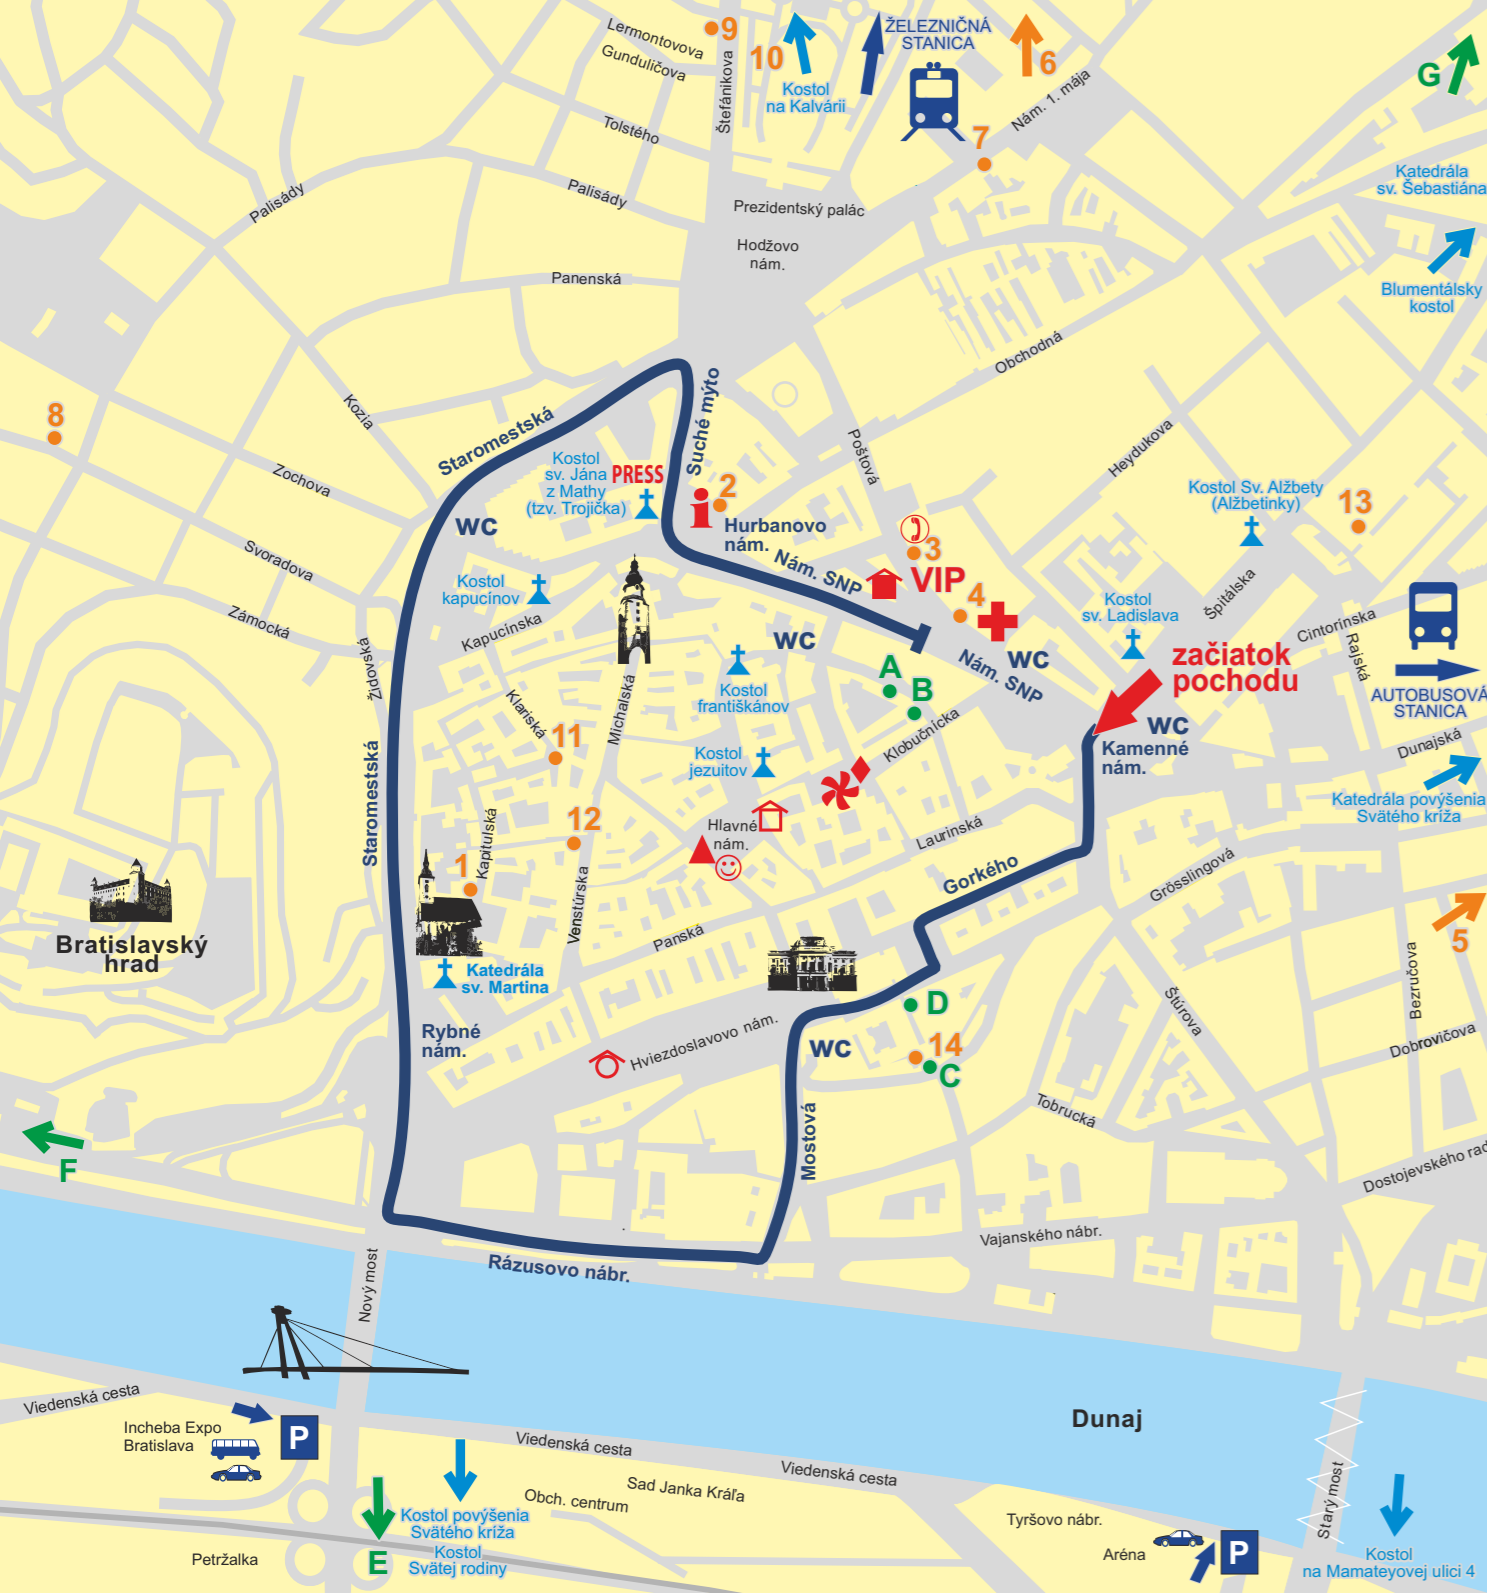 Lermontovova
Gunduličova
9
10
Štefánikova
Kostol
na Kalvárii
ŽELEZNIČNÁ
STANICA
6
Nám. 1. mája
G
7
Tolstého
Palisády
Palisády
Prezidentský palác
Hodžovo
nám.
Katedrála
sv. Šebastiána
Blumentálsky
kostol
Panenská
Obchodná
8
Kozia
Staromestská
Suché mýto
Poštová
Heydukova
Zochova
Kostol
sv. Jána
z Mathy
(tzv. Trojička)
PRESS
2
Kostol Sv. Alžbety
(Alžbetinky)
13
WC
Hurbanovo
nám.
3
Svoradova
Nám. SNP
VIP
4
Kostol
kapucínov
Kostol
sv. Ladislava
Špitálska
Cintorínska
Rajská
Zámocká
Kapucínska
WC
Nám. SNP
WC
začiatok
pochodu
Židovská
Klariská
Michalská
Kostol
františkánov
A
B
AUTOBUSOVÁ
STANICA
WC
Kamenné
nám.
Dunajská
11
Kostol
jezuitov
Klobučnícka
Katedrála povýšenia
Svätého kríža
Staromestská
12
Kapitulská
Hlavné
nám.
Laurinská
Gorkého
Grösslingová
1
Venstúrska
Panská
5
Bratislavský
hrad
Katedrála
sv. Martina
Bezručova
Štúrova
D
Rybné
nám.
Hviezdoslavovo nám.
WC
14
C
Dobrovičova
Tobrucká
Mostová
F
Dostojevského rad
Vajanského nábr.
Rázusovo nábr.
Nový most
Viedenská cesta
Dunaj
Incheba Expo
Bratislava
P
Viedenská cesta
Viedenská cesta
Sad Janka Kráľa
Obch. centrum
Kostol povýšenia
Svätého kríža
Kostol
Svätej rodiny
E
Petržalka
Tyršovo nábr.
Aréna
P
Starý most
Kostol
na Mamateyovej ulici 4